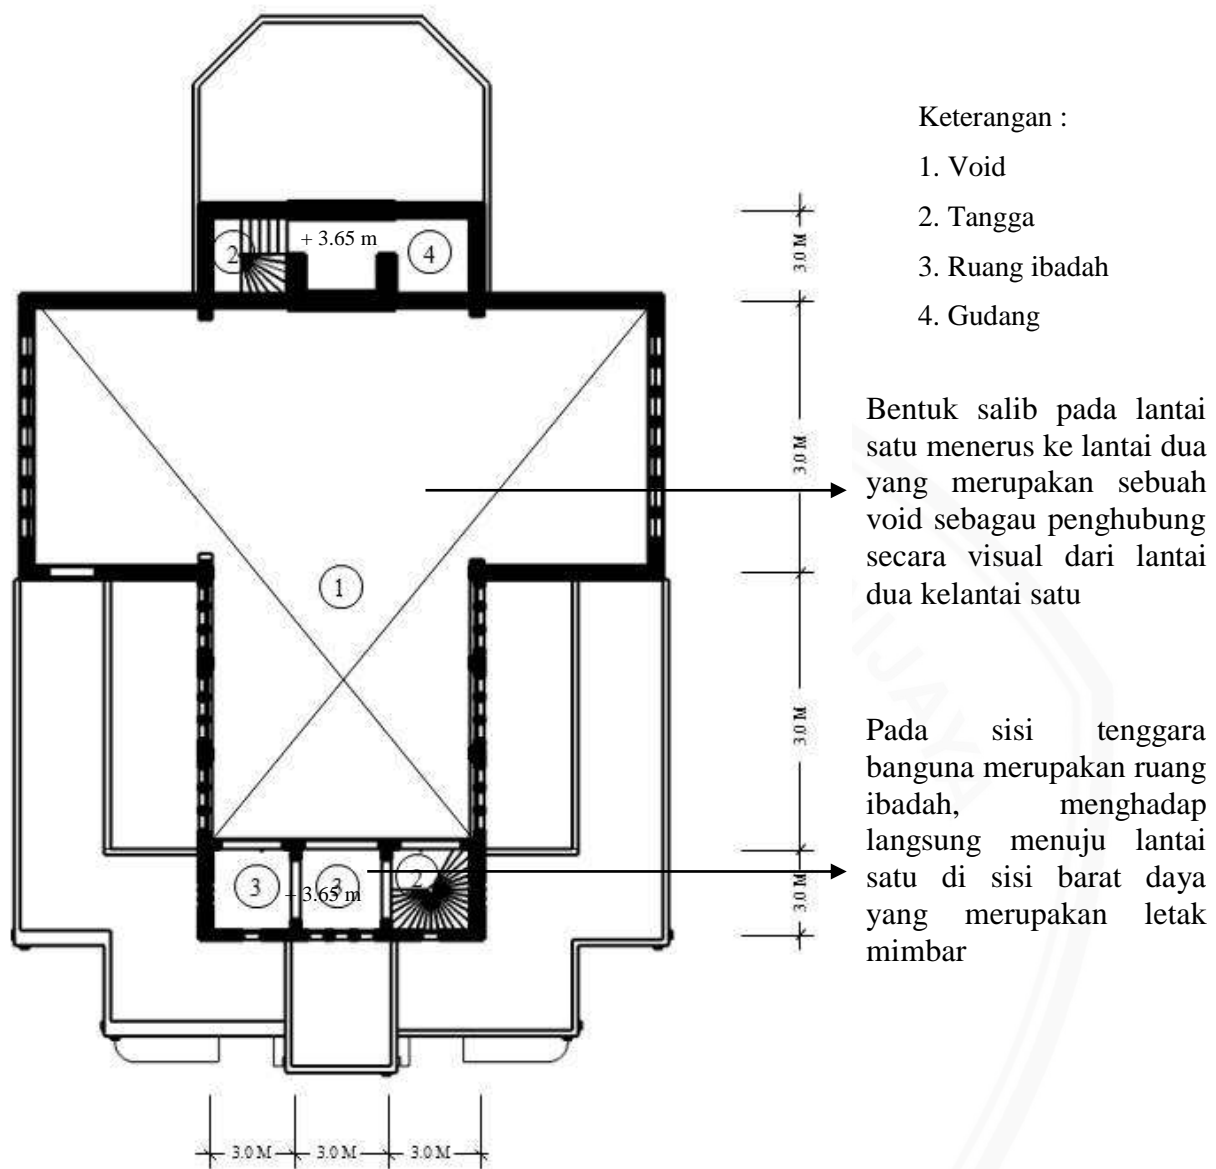 Keterangan :
1. Void
2. Tangga
3. Ruang ibadah
4. Gudang
2
+ 3.65 m
4
3.0 M
3.0 M
Bentuk salib pada lantai
satu menerus ke lantai dua
yang merupakan sebuah
void sebagau penghubung
secara visual dari lantai
dua kelantai satu
1
3.0 M
Pada sisi tenggara
banguna merupakan ruang
ibadah, menghadap
langsung menuju lantai
satu di sisi barat daya
yang merupakan letak
mimbar
3
3
+ 3.65 m
2
3.0 M
3.0 M
3.0 M
3.0 M